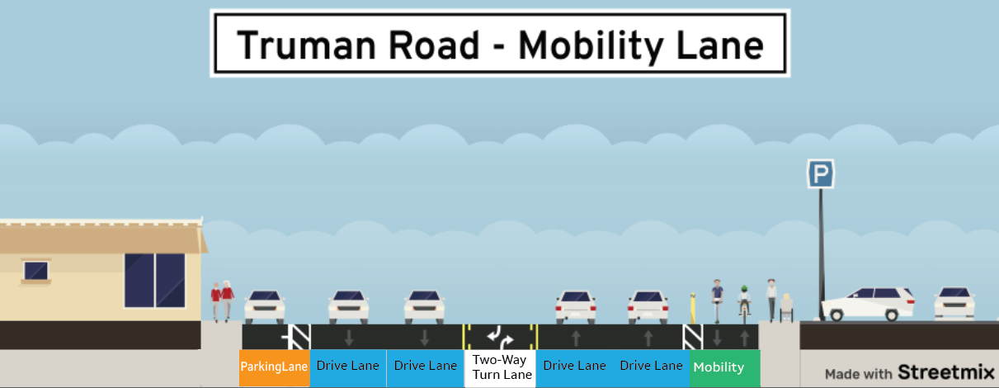 Truman Road - Mobility Lane
P
ParkingLane
Drive Lane
Drive Lane
Two-Way
Turn Lane
Drive Lane
Drive Lane
Mobility
Made with Streetmix